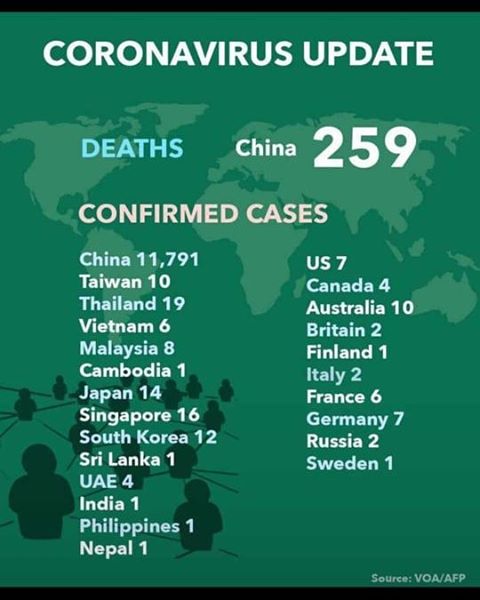 CORONAVIRUS UPDATE
DEATHS China 259
CONFIRMED CASES
China 11,791
Taiwan 10
Thailand 19
Vietnam 6
Malaysia 8
Cambodia 1
Japan 14
Singapore 16
South Korea 12
Sri Lanka 1
UAE 4
India 1
Philippines 1
Nepal 1
US 7
Canada 4
Australia 10
Britain 2
Finland 1
Italy 2
France 6
Germany 7
Russia 2
Sweden 1
Source: VOA/AFP